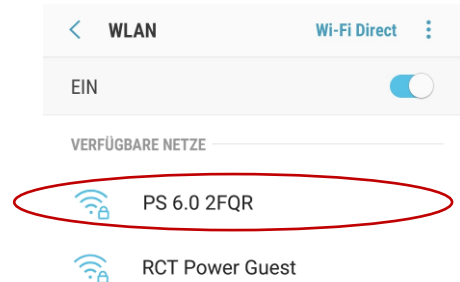 WLAN Wi-Fi Direct
EIN
VERFÜGBARE NETZE
PS 6.0 2FQR
RCT Power Guest